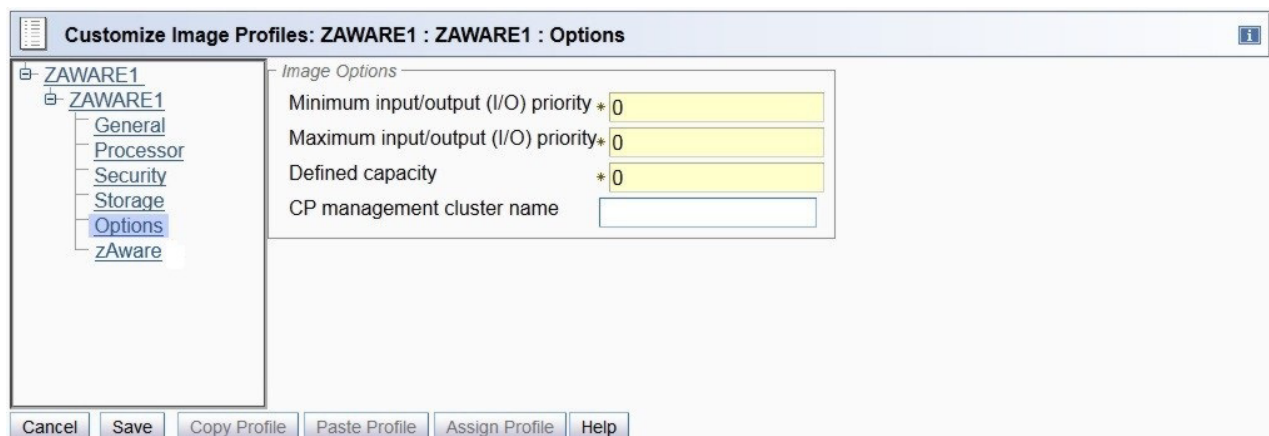 Customize Image Profiles: ZAWARE1 : ZAWARE1 : Options
i
ZAWARE1
ZAWARE1
General
Processor
Security
Storage
Options
zAware
Image Options
Minimum input/output (I/O) priority * 0
Maximum input/output (I/O) priority * 0
Defined capacity * 0
CP management cluster name
Cancel Save Copy Profile Paste Profile Assign Profile Help